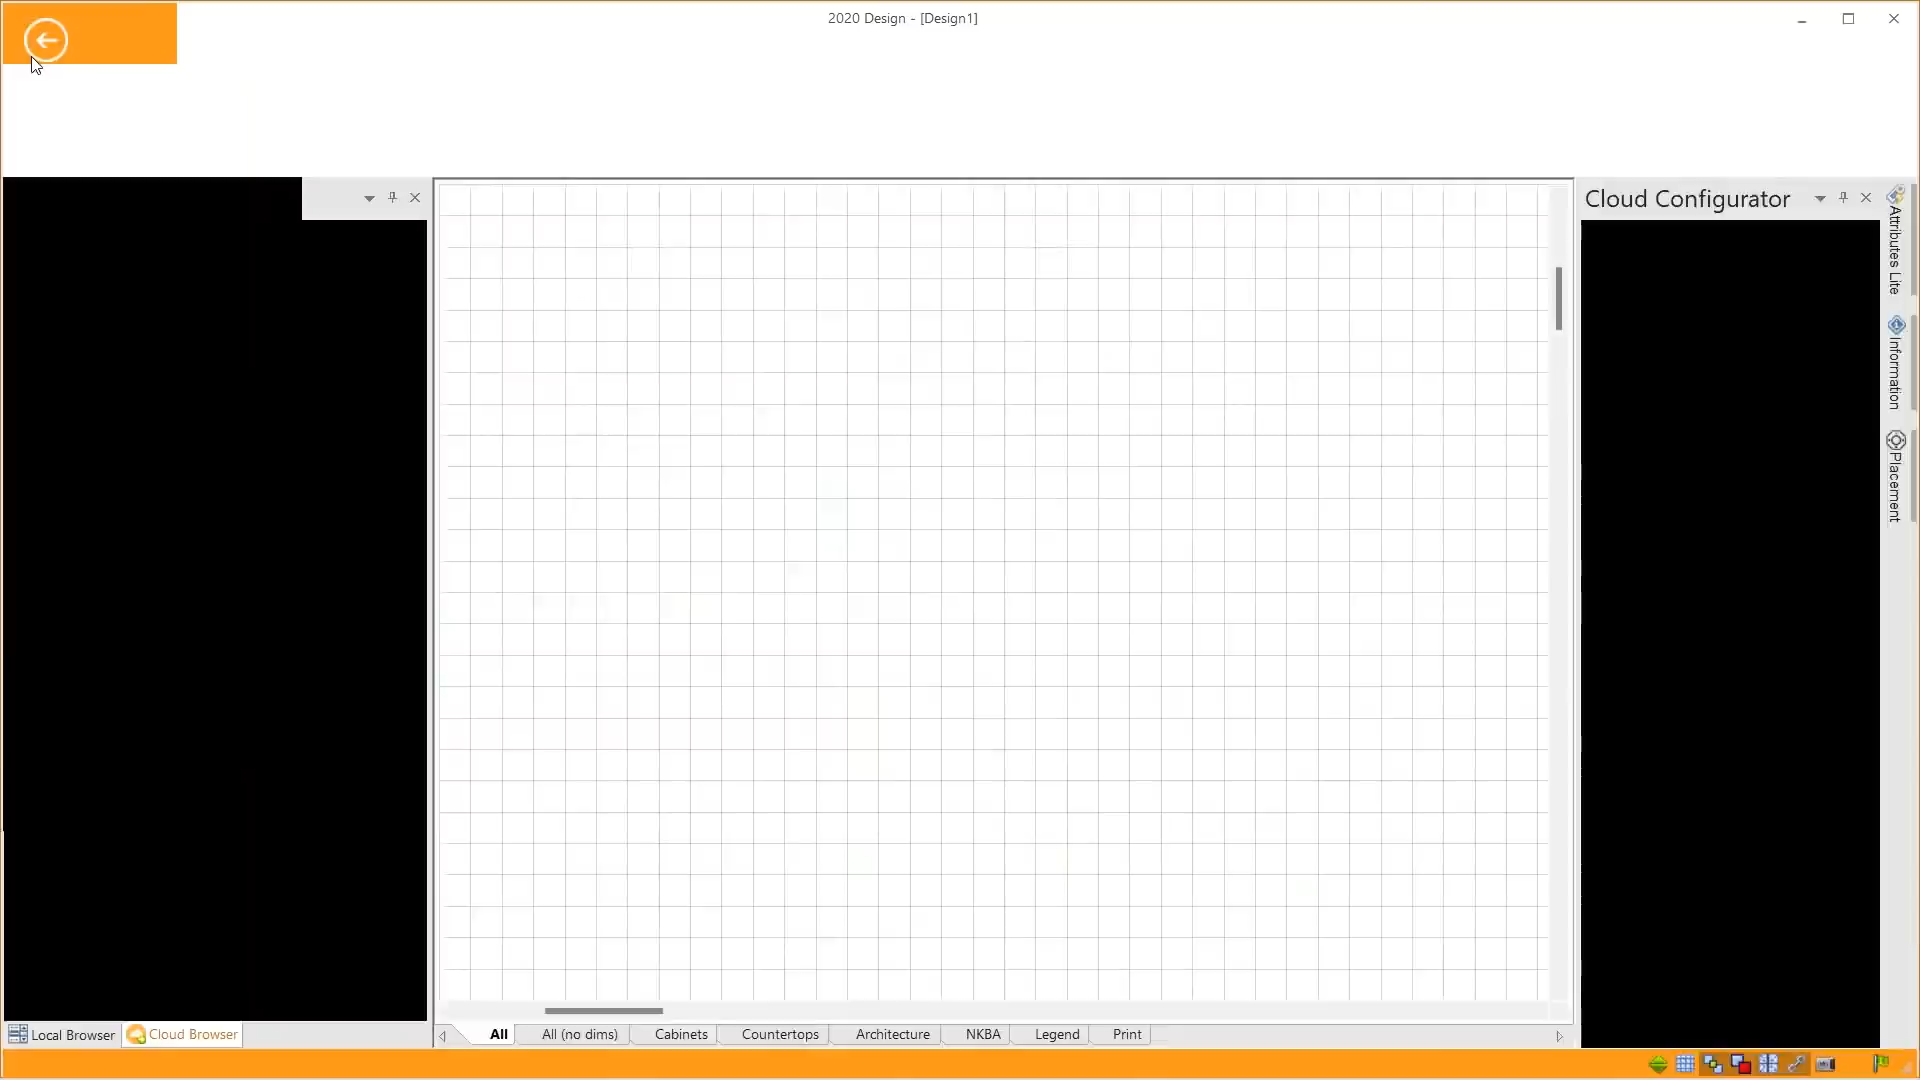 2020 Design - [Design1]
Cloud Configurator
Attributes Lite
Information
Placement
Local Browser
Cloud Browser
All
All (no dims)
Cabinets
Countertops
Architecture
NKBA
Legend
Print